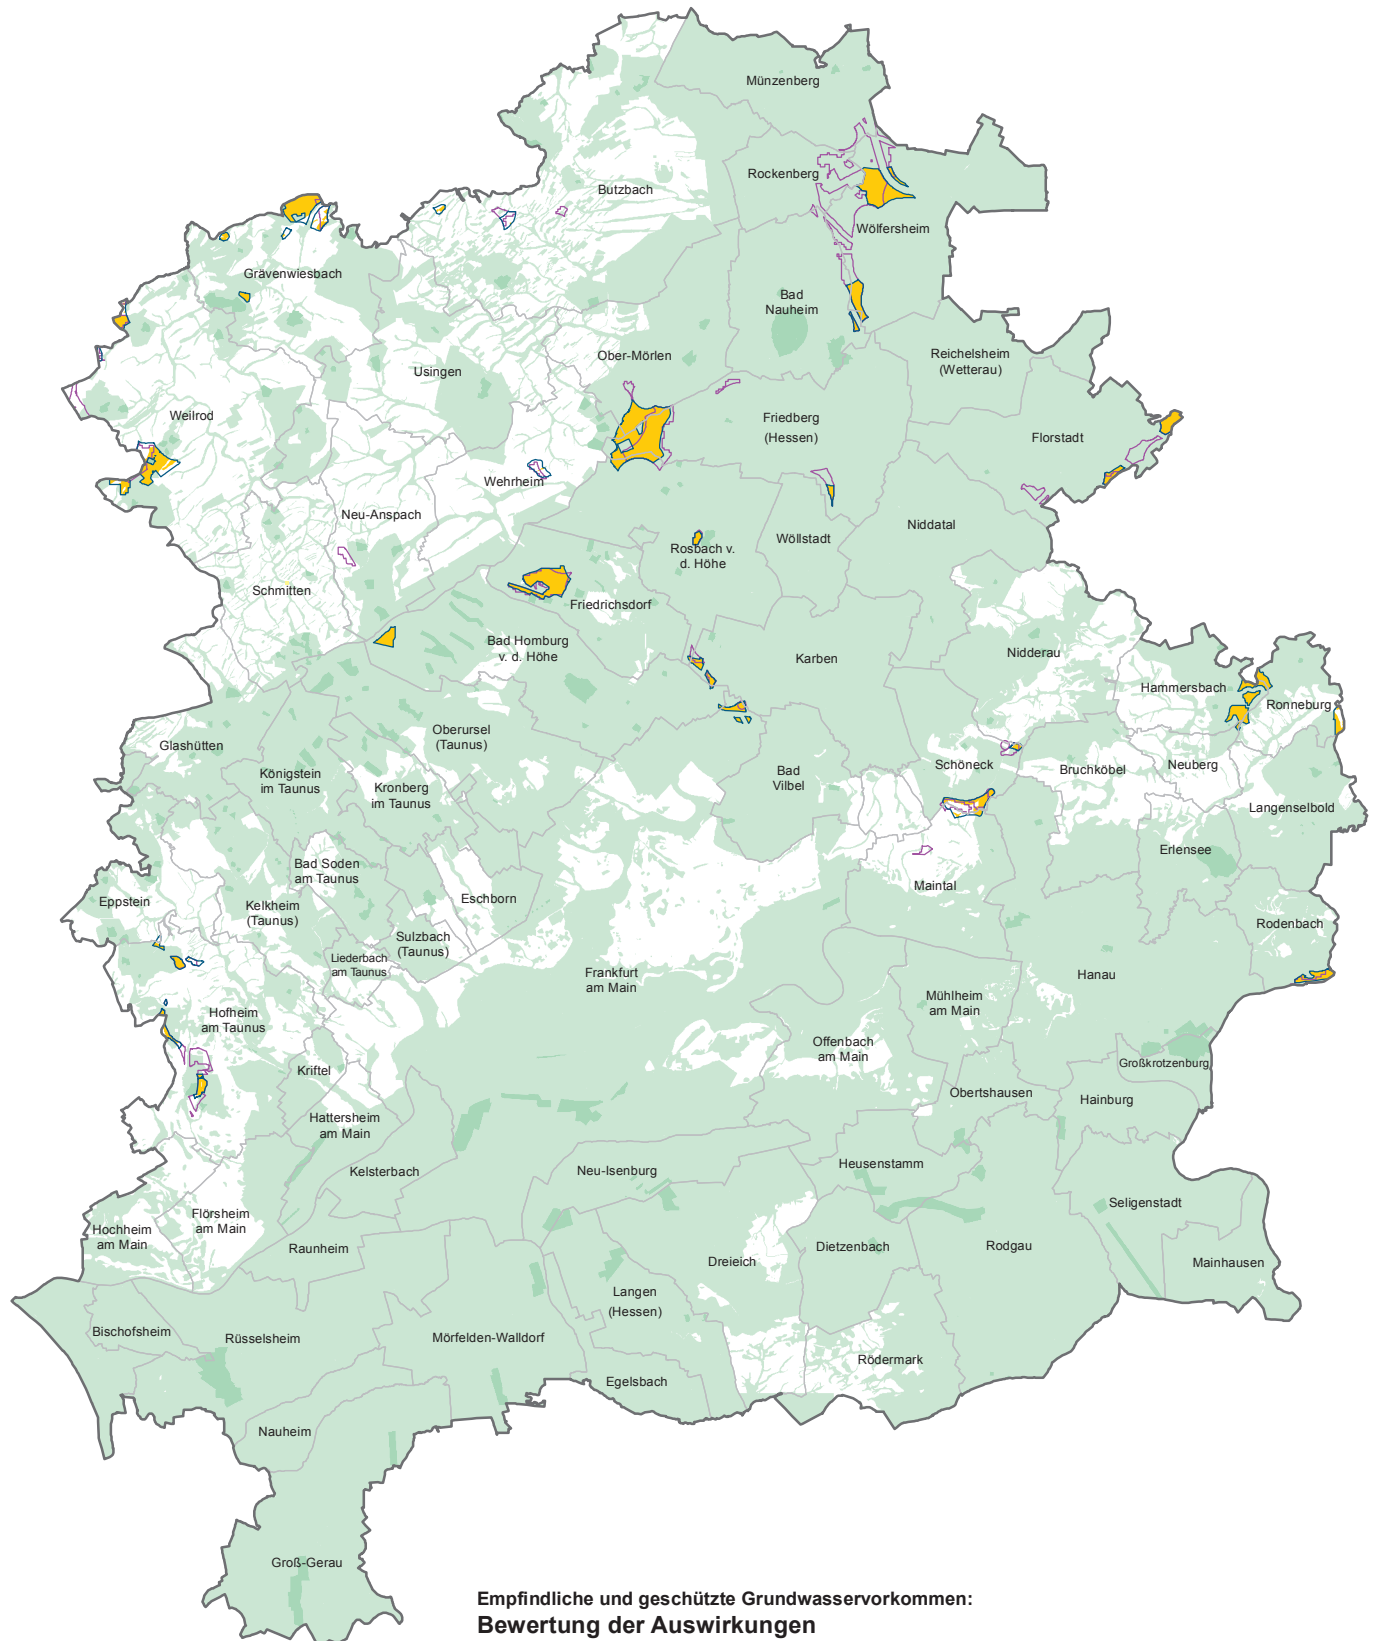 Münzenberg
Rockenberg
Butzbach
Wölfersheim
Grävenwiesbach
Bad
Nauheim
Ober-Mörlen
Reichelsheim
(Wetterau)
Usingen
Weilrod
Friedberg
(Hessen)
Florstadt
Wehrheim
Neu-Anspach
Niddatal
Wöllstadt
Rosbach v.
d. Höhe
Schmitten
Friedrichsdorf
Bad Homburg
v. d. Höhe
Karben
Nidderau
Hammersbach
Ronneburg
Glashütten
Oberursel
(Taunus)
Königstein
im Taunus
Kronberg
im Taunus
Bad
Vilbel
Schöneck
Bruchköbel
Neuberg
Langenselbold
Erlensee
Bad Soden
am Taunus
Eppstein
Kelkheim
(Taunus)
Eschborn
Maintal
Rodenbach
Sulzbach
(Taunus)
Liederbach
am Taunus
Frankfurt
am Main
Hanau
Mühlheim
am Main
Hofheim
am Taunus
Offenbach
am Main
Kriftel
Großkrotzenburg
Obertshausen
Hainburg
Hattersheim
am Main
Kelsterbach
Neu-Isenburg
Heusenstamm
Seligenstadt
Flörsheim
am Main
Hochheim
am Main
Raunheim
Dreieich
Dietzenbach
Rodgau
Mainhausen
Langen
(Hessen)
Bischofsheim
Rüsselsheim
Mörfelden-Walldorf
Rödermark
Egelsbach
Nauheim
Groß-Gerau
Empfindliche und geschützte Grundwasservorkommen:
Bewertung der Auswirkungen